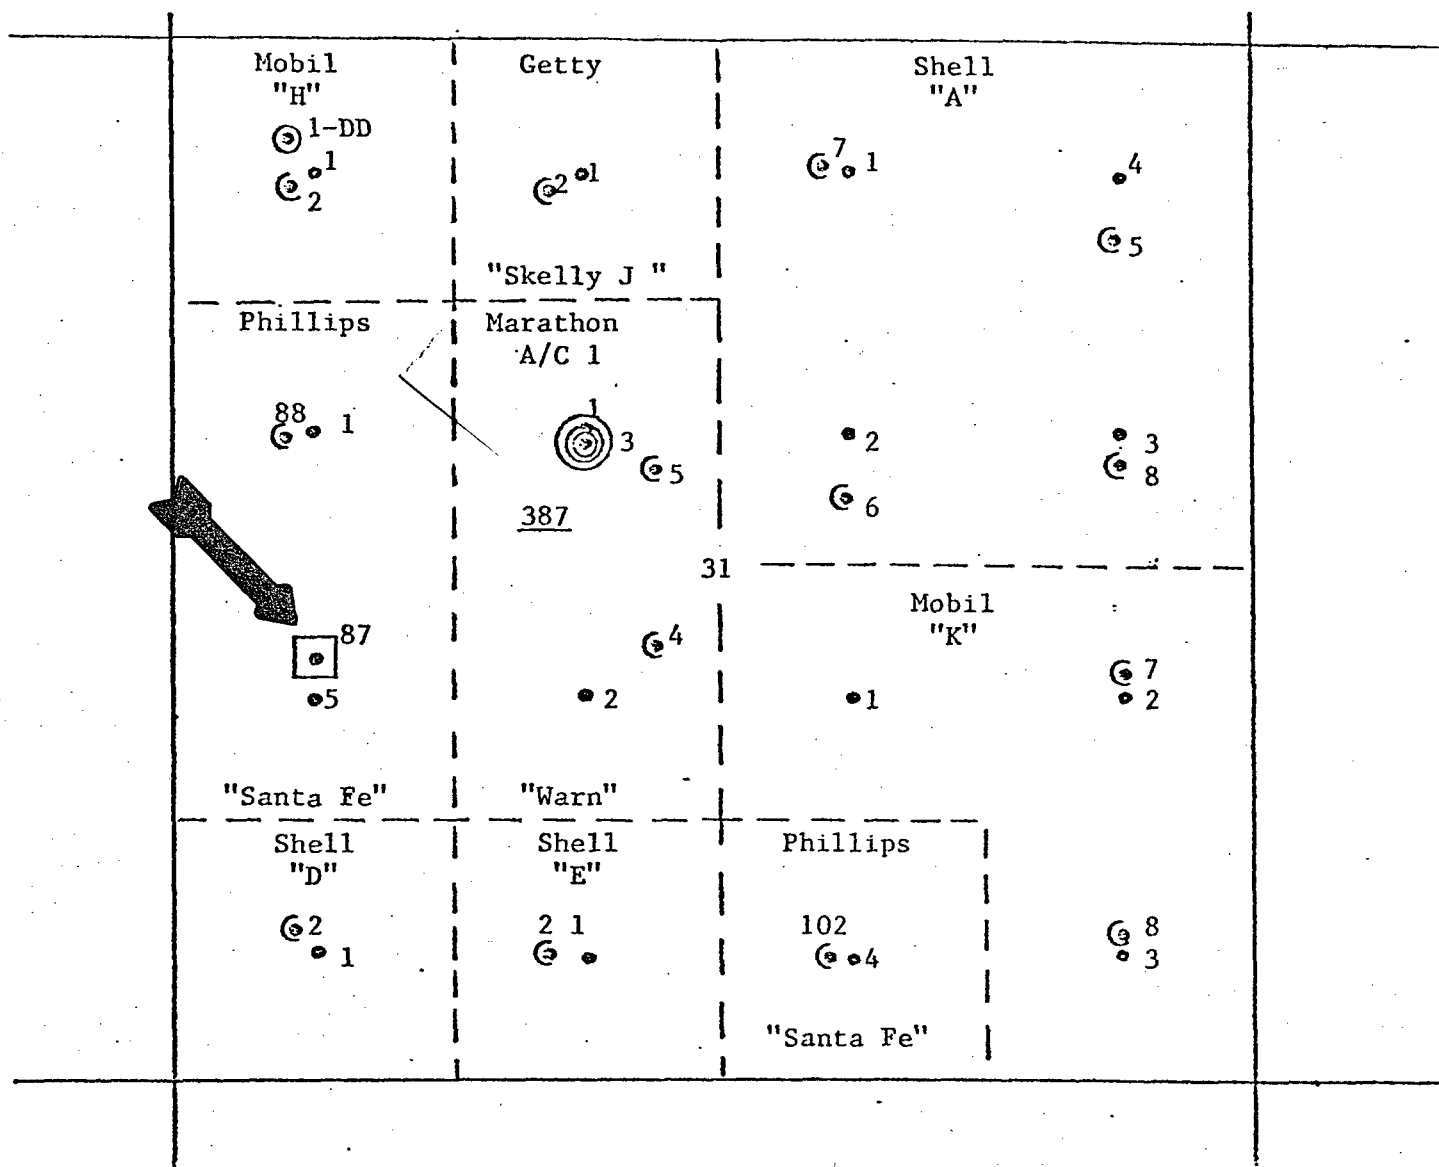 Mobil
"H"
1-DD
1
2
Getty
2 1
"Skelly J "
Shell
"A"
7 1
4
5
Phillips
88 1
Marathon
A/C 1
1
3
5
387
2
6
3
8
31
87
5
"Santa Fe"
4
2
"Warn"
Mobil
"K"
1
7
2
Shell
"D"
2
1
Shell
"E"
2 1
Phillips
102
4
"Santa Fe"
8
3